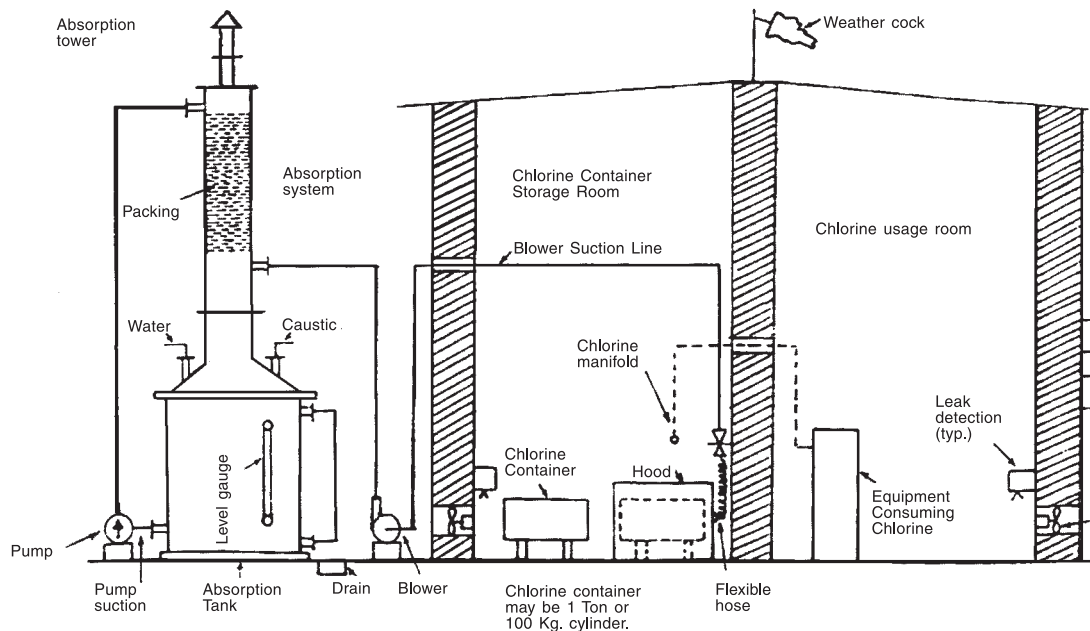 Absorption
tower
Weather cock
Absorption
system
Packing
Chlorine Container
Storage Room
Blower Suction Line
Chlorine usage room
Water
Caustic
Chlorine
manifold
Leak
detection
(typ.)
Level gauge
Chlorine
Container
Hood
Equipment
Consuming
Chlorine
Pump
Pump
suction
Absorption
Tank
Drain
Blower
Chlorine container
may be 1 Ton or
100 Kg. cylinder.
Flexible
hose